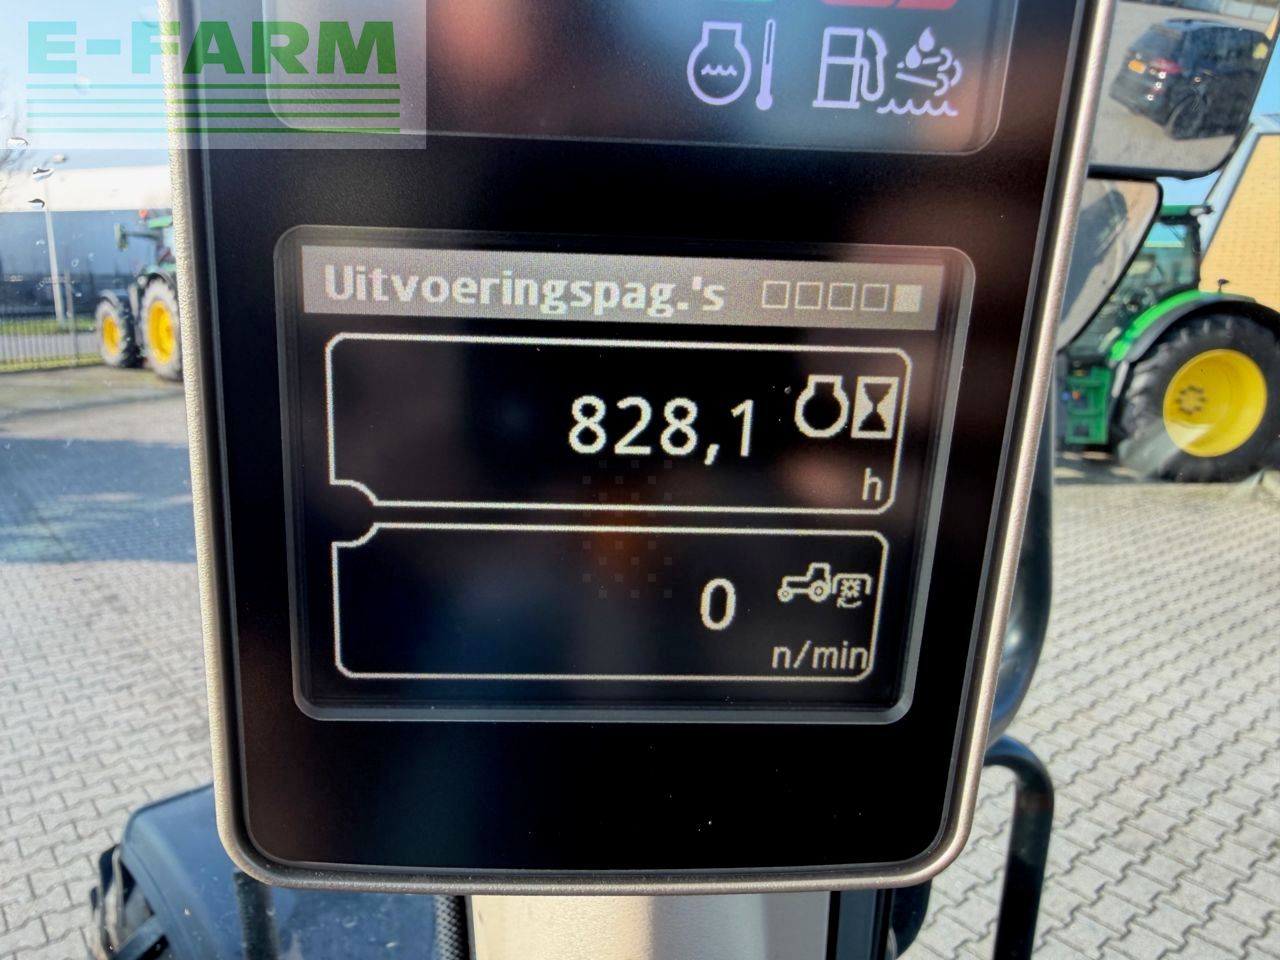 E-FARM
Uitvoeringspag.'s
828,1
h
0
n/min